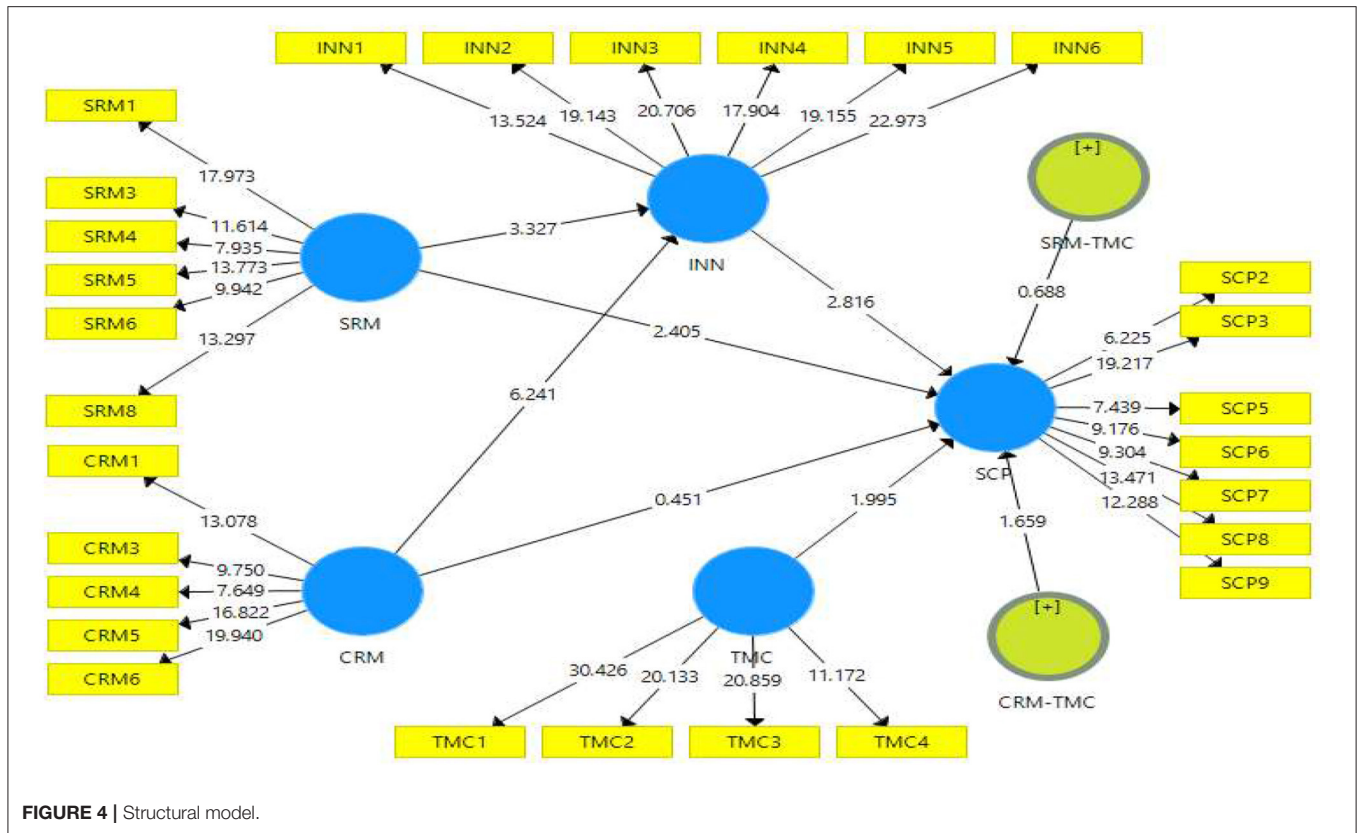 INN1 INN2 INN3 INN4 INN5 INN6
SRM1
13.524 19.143 20.706 17.904 19.155 22.973
[+]
17.973
SRM3
11.614
SRM4
7.935
SRM5
13.773
9.942
SRM6
13.297
SRM8
SRM
3.327
INN
SRM-TMC
0.688
2.816
2.405
6.241
SCP2
6.225
SCP3
19.217
SCP5
7.439
9.176
SCP6
9.304
13.471
SCP7
12.288
SCP8
SCP9
SCP
CRM1
13.078
CRM3
9.750
CRM4
7.649
16.822
CRM5
19.940
CRM6
CRM
0.451
1.995
1.659
[+]
CRM-TMC
TMC
30.426 20.133 20.859 11.172
TMC1 TMC2 TMC3 TMC4
FIGURE 4 | Structural model.